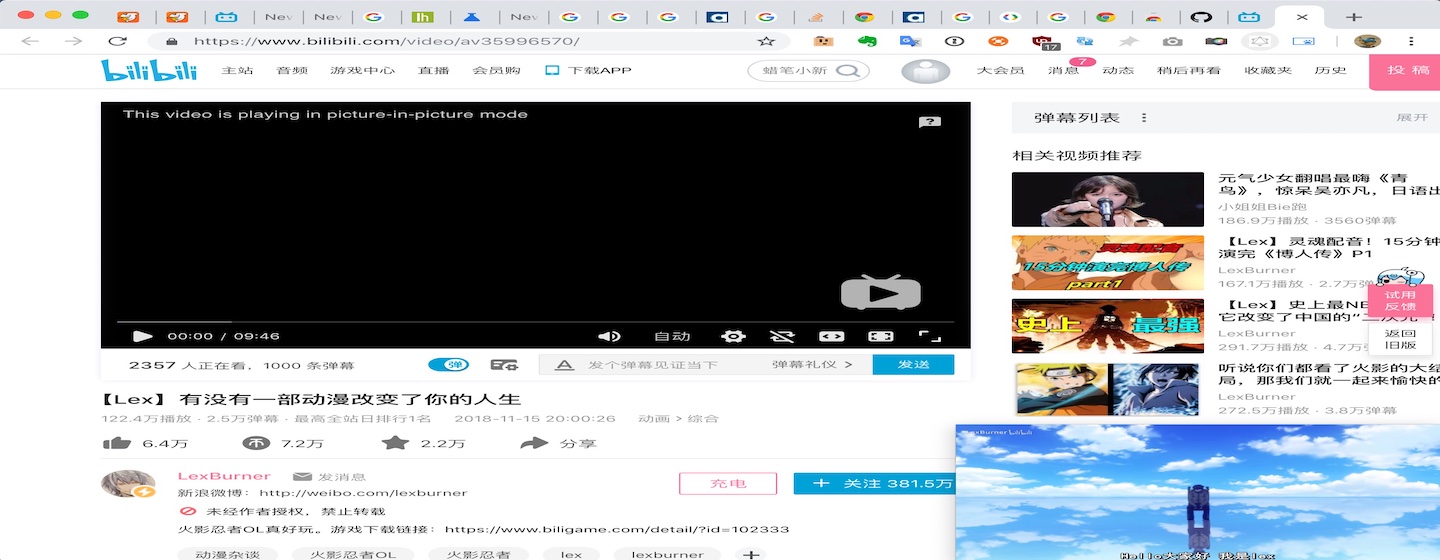 New
New
lh
New
https://www.bilibili.com/video/av35996570/
17
bilibili 主站 音频 游戏中心 直播 会员购 下载APP 蜡笔小新 大会员 消息 7 动态 稍后再看 收藏夹 历史 投稿
This video is playing in picture-in-picture mode
00:00 / 09:46 自动
2357 人正在看，1000 条弹幕 弹 发个弹幕见证当下 弹幕礼仪 > 发送
【Lex】 有没有一部动漫改变了你的人生
122.4万播放 · 2.5万弹幕 · 最高全站日排行1名 2018-11-15 20:00:26 动画 > 综合
6.4万 7.2万 2.2万 分享
LexBurner 发消息
新浪微博：http://weibo.com/lexburner
充电 + 关注 381.5万
未经作者授权，禁止转载
火影忍者OL真好玩。游戏下载链接：https://www.biligame.com/detail/?id=102333
动漫杂谈 火影忍者OL 火影忍者 lex lexburner +
弹幕列表 展开
相关视频推荐
元气少女翻唱最嗨《青
鸟》，惊呆吴亦凡，日语出
小姐姐Bie跑
186.9万播放 · 3560弹幕
灵魂配音
15分钟演完博人传
part1
【Lex】 灵魂配音！15分钟
演完《博人传》P1
LexBurner
167.1万播放 · 2.7万弹
史上 最强
【Lex】 史上最NE
它改变了中国的“二次元！
LexBurner
291.7万播放 · 4.7万
听说你们都看了火影的大结
局，那我们就一起来愉快的
LexBurner
272.5万播放 · 3.8万弹幕
试用
反馈
返回
旧版
LexBurner bilibili
Hello大家好 我是lex